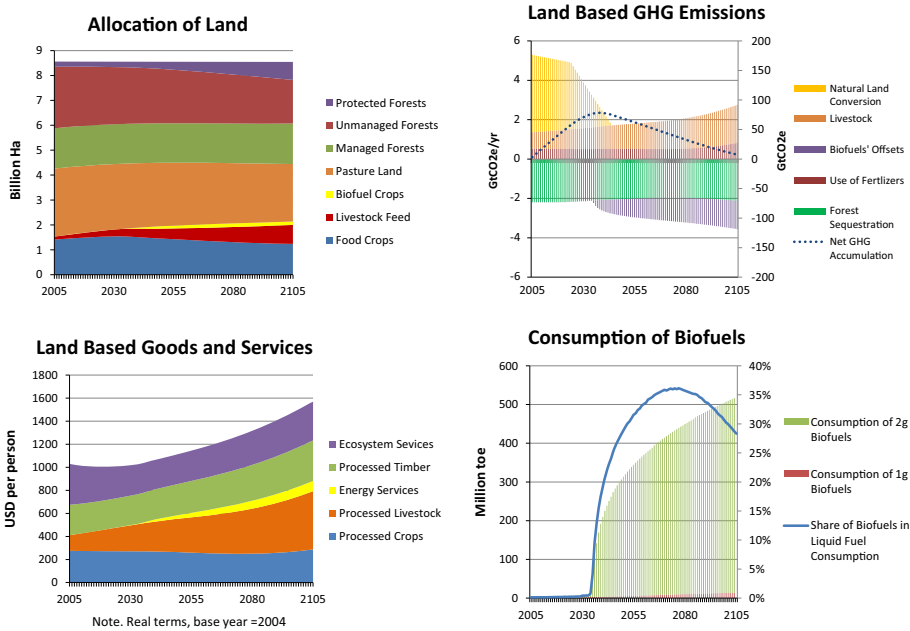 Allocation of Land
9
8
7
6
5
4
3
2
1
0
Billion Ha
2005 2030 2055 2080 2105
Protected Forests
Unmanaged Forests
Managed Forests
Pasture Land
Biofuel Crops
Livestock Feed
Food Crops
Land Based GHG Emissions
6
4
2
0
-2
-4
-6
GtCO2e/yr
200
150
100
50
0
-50
-100
-150
-200
GtCO2e
2005 2030 2055 2080 2105
Natural Land
Conversion
Livestock
Biofuels' Offsets
Use of Fertlizers
Forest
Sequestration
Net GHG
Accumulation
Land Based Goods and Services
1800
1600
1400
1200
1000
800
600
400
200
0
USD per person
2005 2030 2055 2080 2105
Note. Real terms, base year =2004
Ecosystem Sevices
Processed Timber
Energy Services
Processed Livestock
Processed Crops
Consumption of Biofuels
600
500
400
300
200
100
0
Million toe
40%
35%
30%
25%
20%
15%
10%
5%
0%
2005 2030 2055 2080 2105
Consumption of 2g
Biofuels
Consumption of 1g
Biofuels
Share of Biofuels in
Liquid Fuel
Consumption